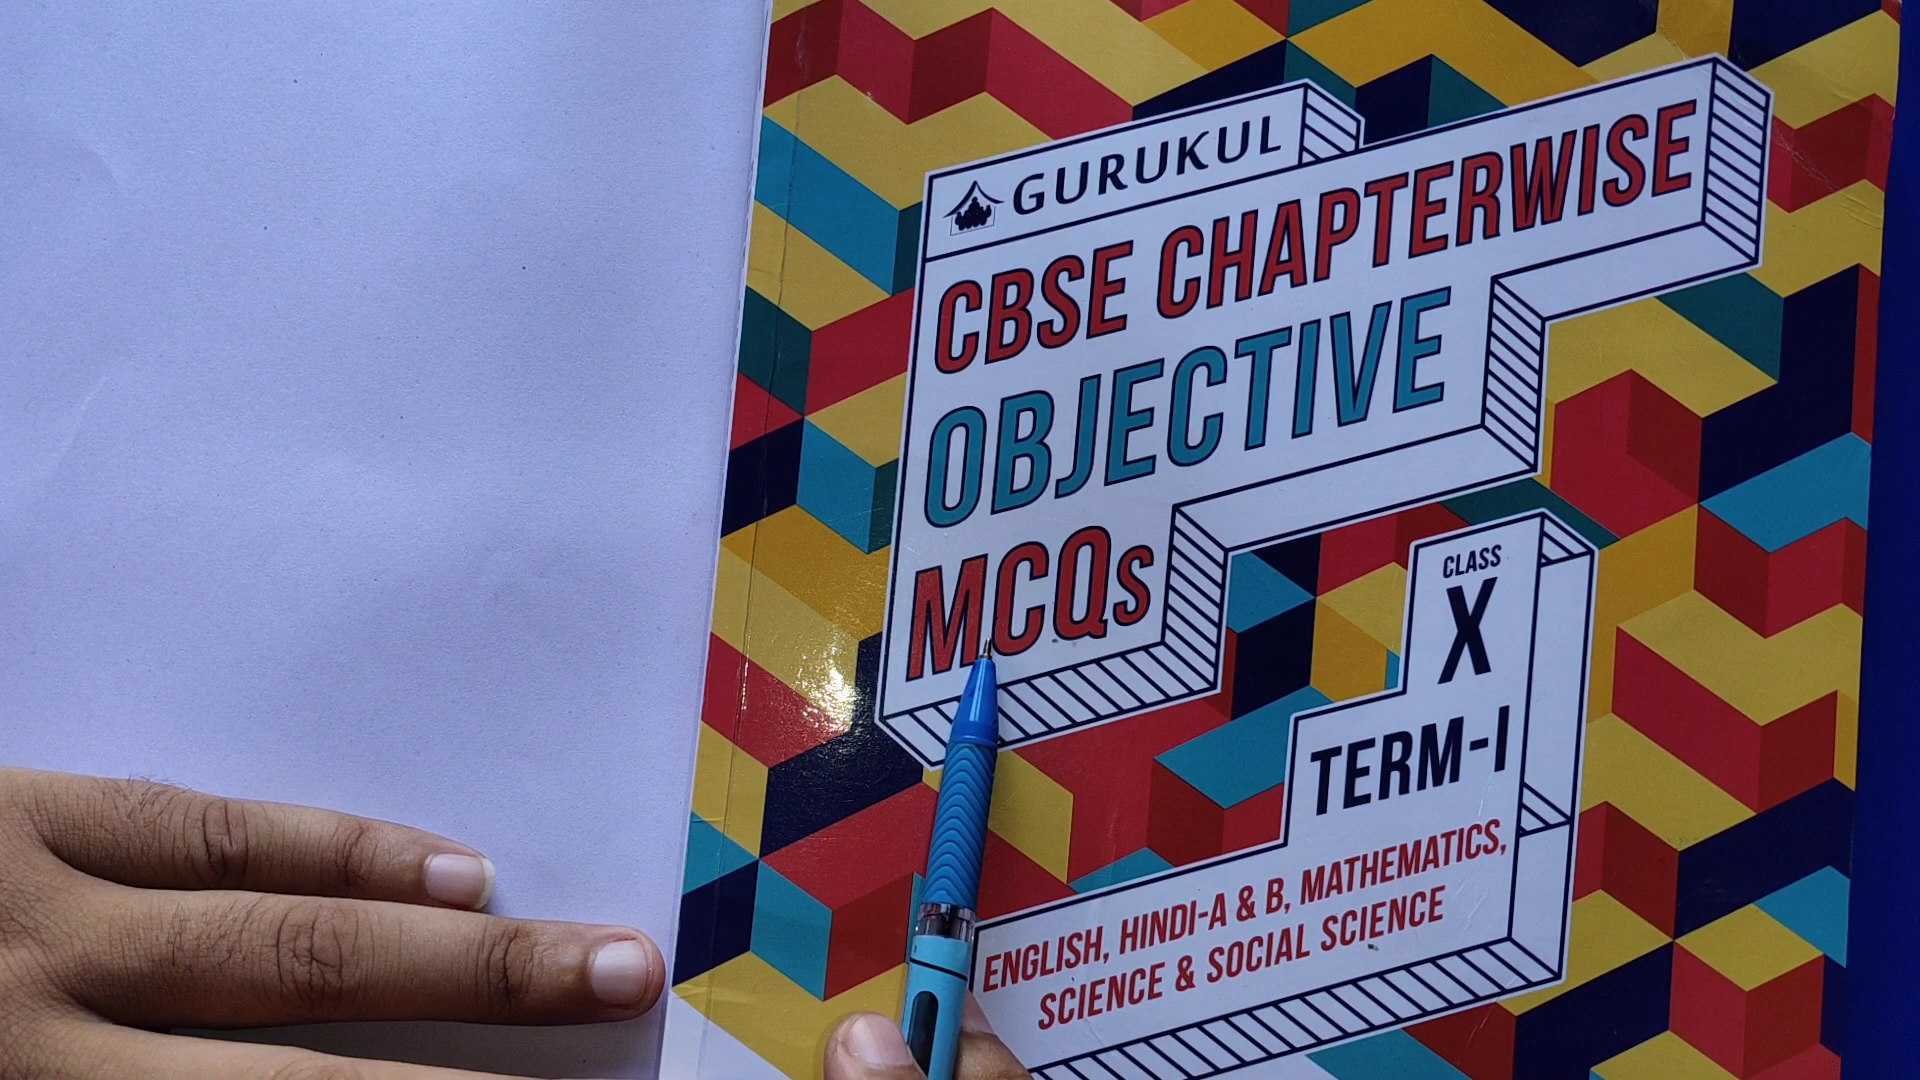 GURUKUL
CBSE CHAPTERWISE
OBJECTIVE
MCQs
CLASS
X
TERM-I
ENGLISH, HINDI-A & B, MATHEMATICS,
SCIENCE & SOCIAL SCIENCE